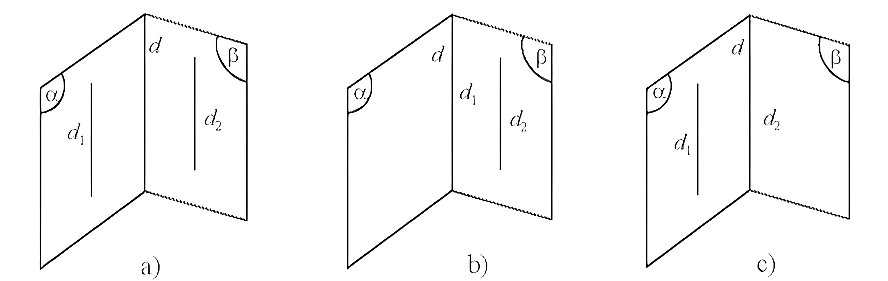 d β d β d β
α α α
d₁ d₂ d₁ d₂ d₁ d₂
a) b) c)